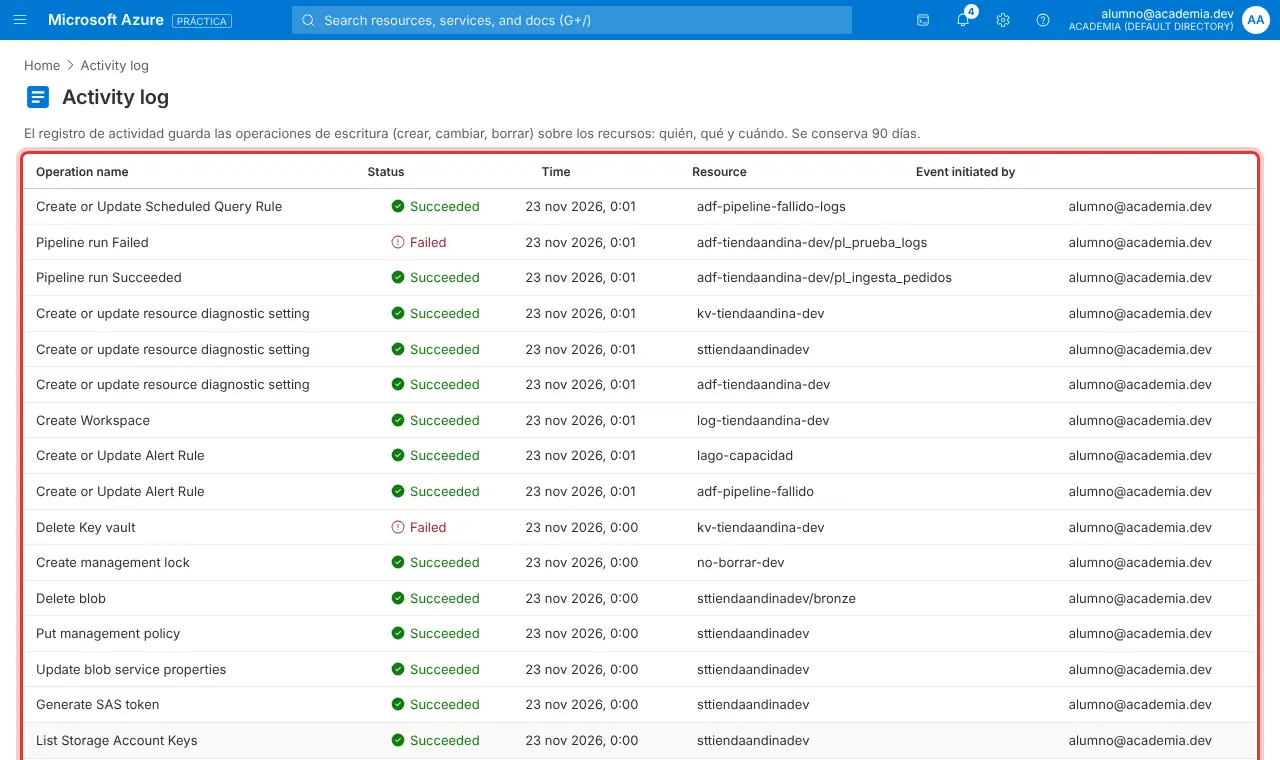 Microsoft Azure PRÁCTICA Search resources, services, and docs (G+/) 4 alumno@academia.dev AA
ACADEMIA (DEFAULT DIRECTORY)
Home > Activity log
Activity log
El registro de actividad guarda las operaciones de escritura (crear, cambiar, borrar) sobre los recursos: quién, qué y cuándo. Se conserva 90 días.
Operation name Status Time Resource Event initiated by
Create or Update Scheduled Query Rule Succeeded 23 nov 2026, 0:01 adf-pipeline-fallido-logs alumno@academia.dev
Pipeline run Failed Failed 23 nov 2026, 0:01 adf-tiendaandina-dev/pl_prueba_logs alumno@academia.dev
Pipeline run Succeeded Succeeded 23 nov 2026, 0:01 adf-tiendaandina-dev/pl_ingesta_pedidos alumno@academia.dev
Create or update resource diagnostic setting Succeeded 23 nov 2026, 0:01 kv-tiendaandina-dev alumno@academia.dev
Create or update resource diagnostic setting Succeeded 23 nov 2026, 0:01 sttiendaandinadev alumno@academia.dev
Create or update resource diagnostic setting Succeeded 23 nov 2026, 0:01 adf-tiendaandina-dev alumno@academia.dev
Create Workspace Succeeded 23 nov 2026, 0:01 log-tiendaandina-dev alumno@academia.dev
Create or Update Alert Rule Succeeded 23 nov 2026, 0:01 lago-capacidad alumno@academia.dev
Create or Update Alert Rule Succeeded 23 nov 2026, 0:01 adf-pipeline-fallido alumno@academia.dev
Delete Key vault Failed 23 nov 2026, 0:00 kv-tiendaandina-dev alumno@academia.dev
Create management lock Succeeded 23 nov 2026, 0:00 no-borrar-dev alumno@academia.dev
Delete blob Succeeded 23 nov 2026, 0:00 sttiendaandinadev/bronze alumno@academia.dev
Put management policy Succeeded 23 nov 2026, 0:00 sttiendaandinadev alumno@academia.dev
Update blob service properties Succeeded 23 nov 2026, 0:00 sttiendaandinadev alumno@academia.dev
Generate SAS token Succeeded 23 nov 2026, 0:00 sttiendaandinadev alumno@academia.dev
List Storage Account Keys Succeeded 23 nov 2026, 0:00 sttiendaandinadev alumno@academia.dev